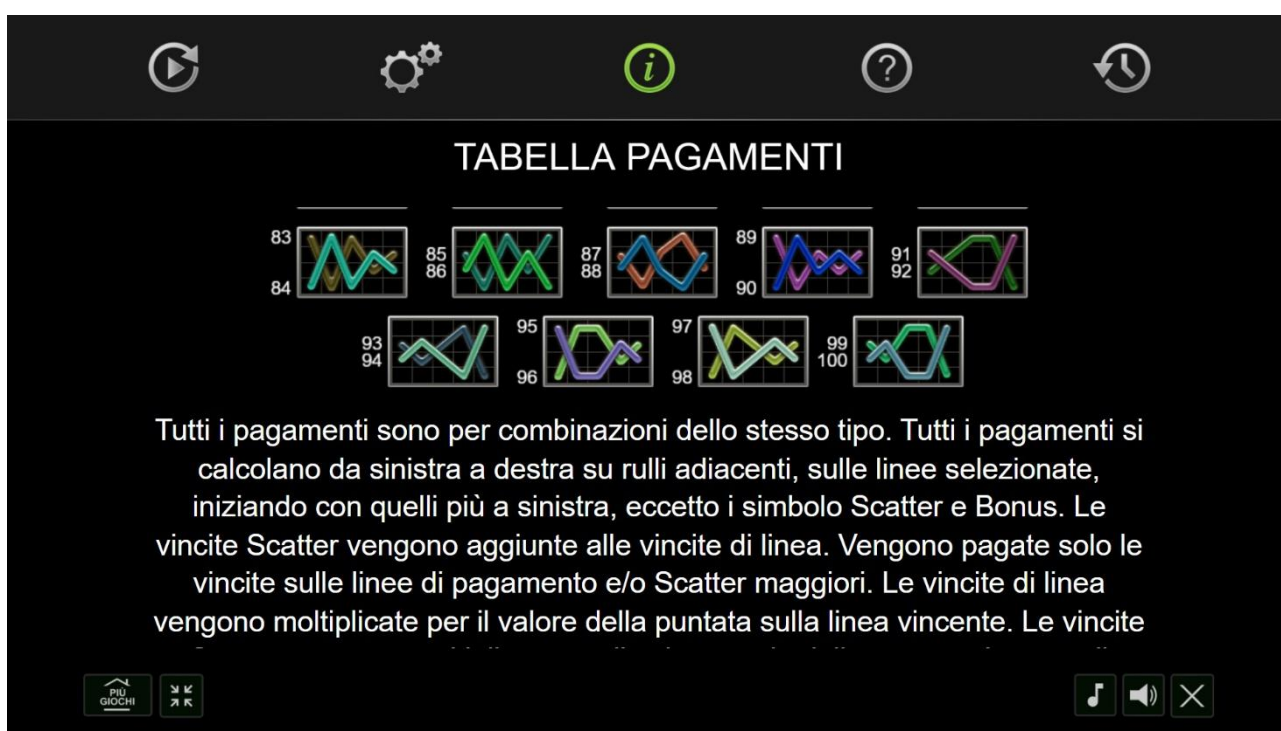 TABELLA PAGAMENTI
83
84
85
86
87
88
89
90
91
92
93
94
95
96
97
98
99
100
Tutti i pagamenti sono per combinazioni dello stesso tipo. Tutti i pagamenti si
calcolano da sinistra a destra su rulli adiacenti, sulle linee selezionate,
iniziando con quelli più a sinistra, eccetto i simbolo Scatter e Bonus. Le
vincite Scatter vengono aggiunte alle vincite di linea. Vengono pagate solo le
vincite sulle linee di pagamento e/o Scatter maggiori. Le vincite di linea
vengono moltiplicate per il valore della puntata sulla linea vincente. Le vincite
PIÙ
GIOCHI